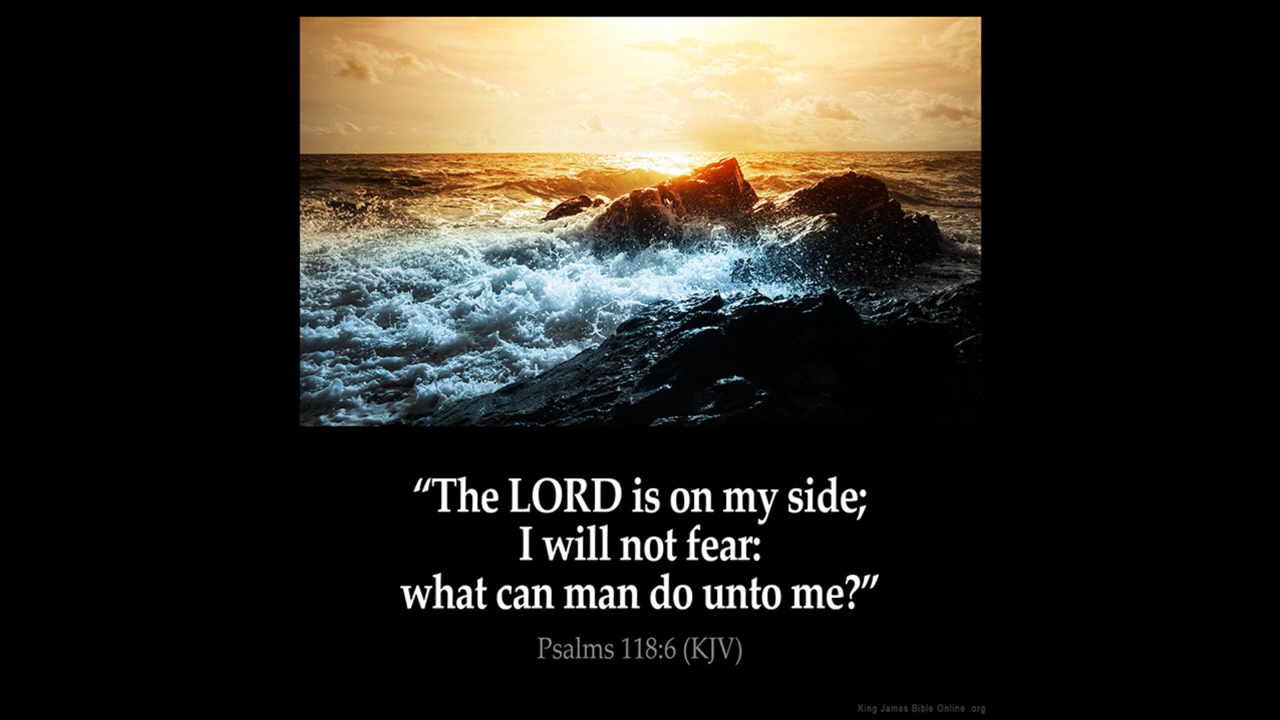 “The LORD is on my side;
I will not fear:
what can man do unto me?”
Psalms 118:6 (KJV)
King James Bible Online .org